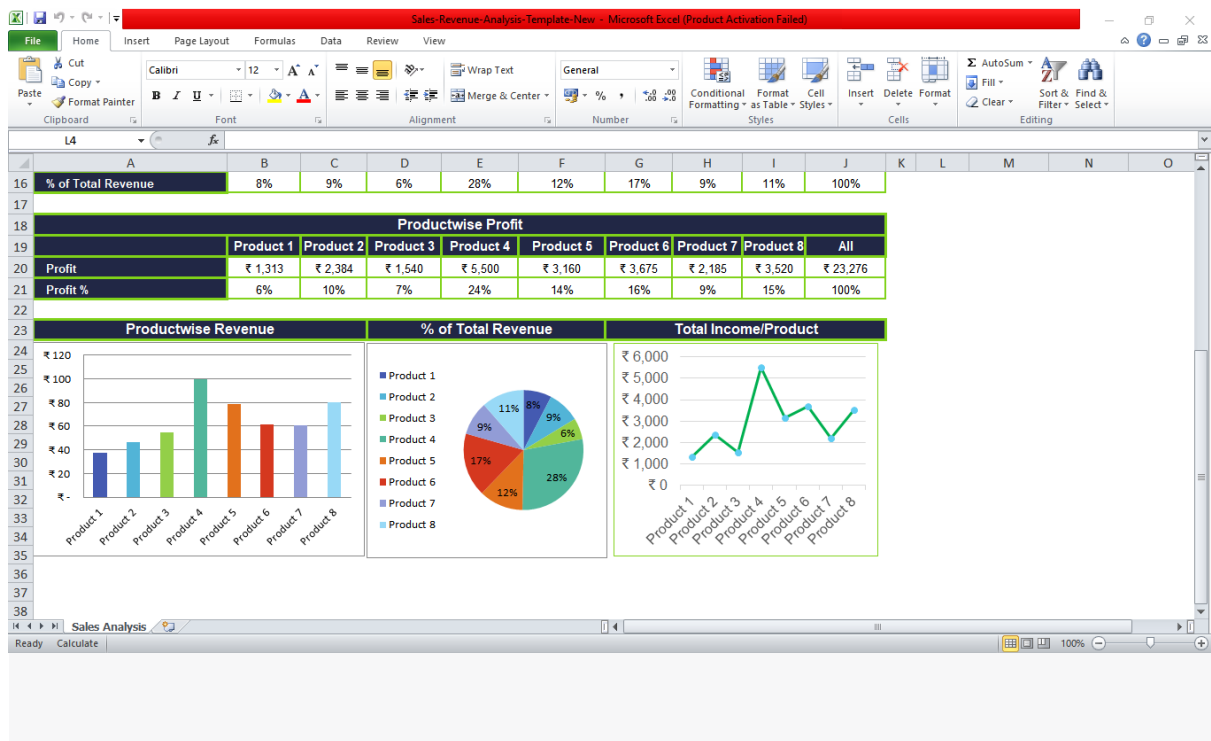 Sales-Revenue-Analysis-Template-New - Microsoft Excel (Product Activation Failed)
File Home Insert Page Layout Formulas Data Review View
Cut
Copy
Format Painter
Paste
Clipboard
Calibri 12
B I U
Font
Wrap Text
Merge & Center
Alignment
General
% ,
Number
Conditional Formatting
Format as Table
Cell Styles
Styles
Insert Delete Format
Cells
Σ AutoSum
Fill
Clear
Sort & Filter
Find & Select
Editing
L4 fx
A B C D E F G H I J K L M N O
16 % of Total Revenue 8% 9% 6% 28% 12% 17% 9% 11% 100%
17
18 Productwise Profit
19 Product 1 Product 2 Product 3 Product 4 Product 5 Product 6 Product 7 Product 8 All
20 Profit ₹ 1,313 ₹ 2,384 ₹ 1,540 ₹ 5,500 ₹ 3,160 ₹ 3,675 ₹ 2,185 ₹ 3,520 ₹ 23,276
21 Profit % 6% 10% 7% 24% 14% 16% 9% 15% 100%
22
23 Productwise Revenue % of Total Revenue Total Income/Product
24
25
26
27
28
29
30
31
32
33
34
35
36
37
38
₹ 120
₹ 100
₹ 80
₹ 60
₹ 40
₹ 20
₹ -
Product 1 Product 2 Product 3 Product 4 Product 5 Product 6 Product 7 Product 8
Product 1
Product 2
Product 3
Product 4
Product 5
Product 6
Product 7
Product 8
8%
9%
6%
28%
12%
17%
9%
11%
₹ 6,000
₹ 5,000
₹ 4,000
₹ 3,000
₹ 2,000
₹ 1,000
₹ 0
Product 1 Product 2 Product 3 Product 4 Product 5 Product 6 Product 7 Product 8
Sales Analysis
Ready Calculate 100%